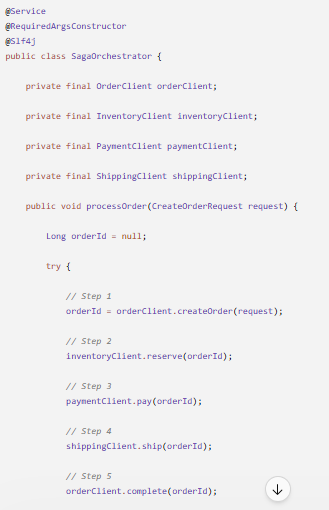 @Service
@RequiredArgsConstructor
@Slf4j
public class SagaOrchestrator {
private final OrderClient orderClient;
private final InventoryClient inventoryClient;
private final PaymentClient paymentClient;
private final ShippingClient shippingClient;
public void processOrder(CreateOrderRequest request) {
Long orderId = null;
try {
// Step 1
orderId = orderClient.createOrder(request);
// Step 2
inventoryClient.reserve(orderId);
// Step 3
paymentClient.pay(orderId);
// Step 4
shippingClient.ship(orderId);
// Step 5
orderClient.complete(orderId);